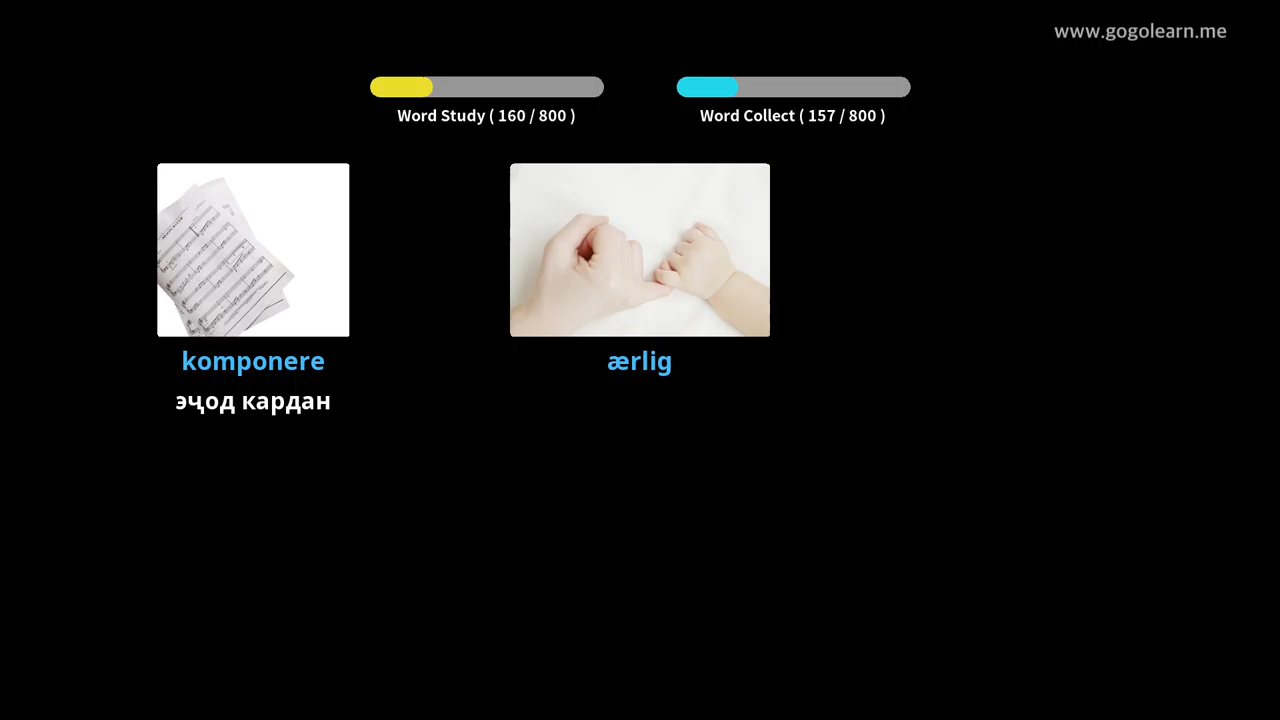 www.gogolearn.me
Word Study ( 160 / 800 )
Word Collect ( 157 / 800 )
komponere
эҷод кардан
ærlig